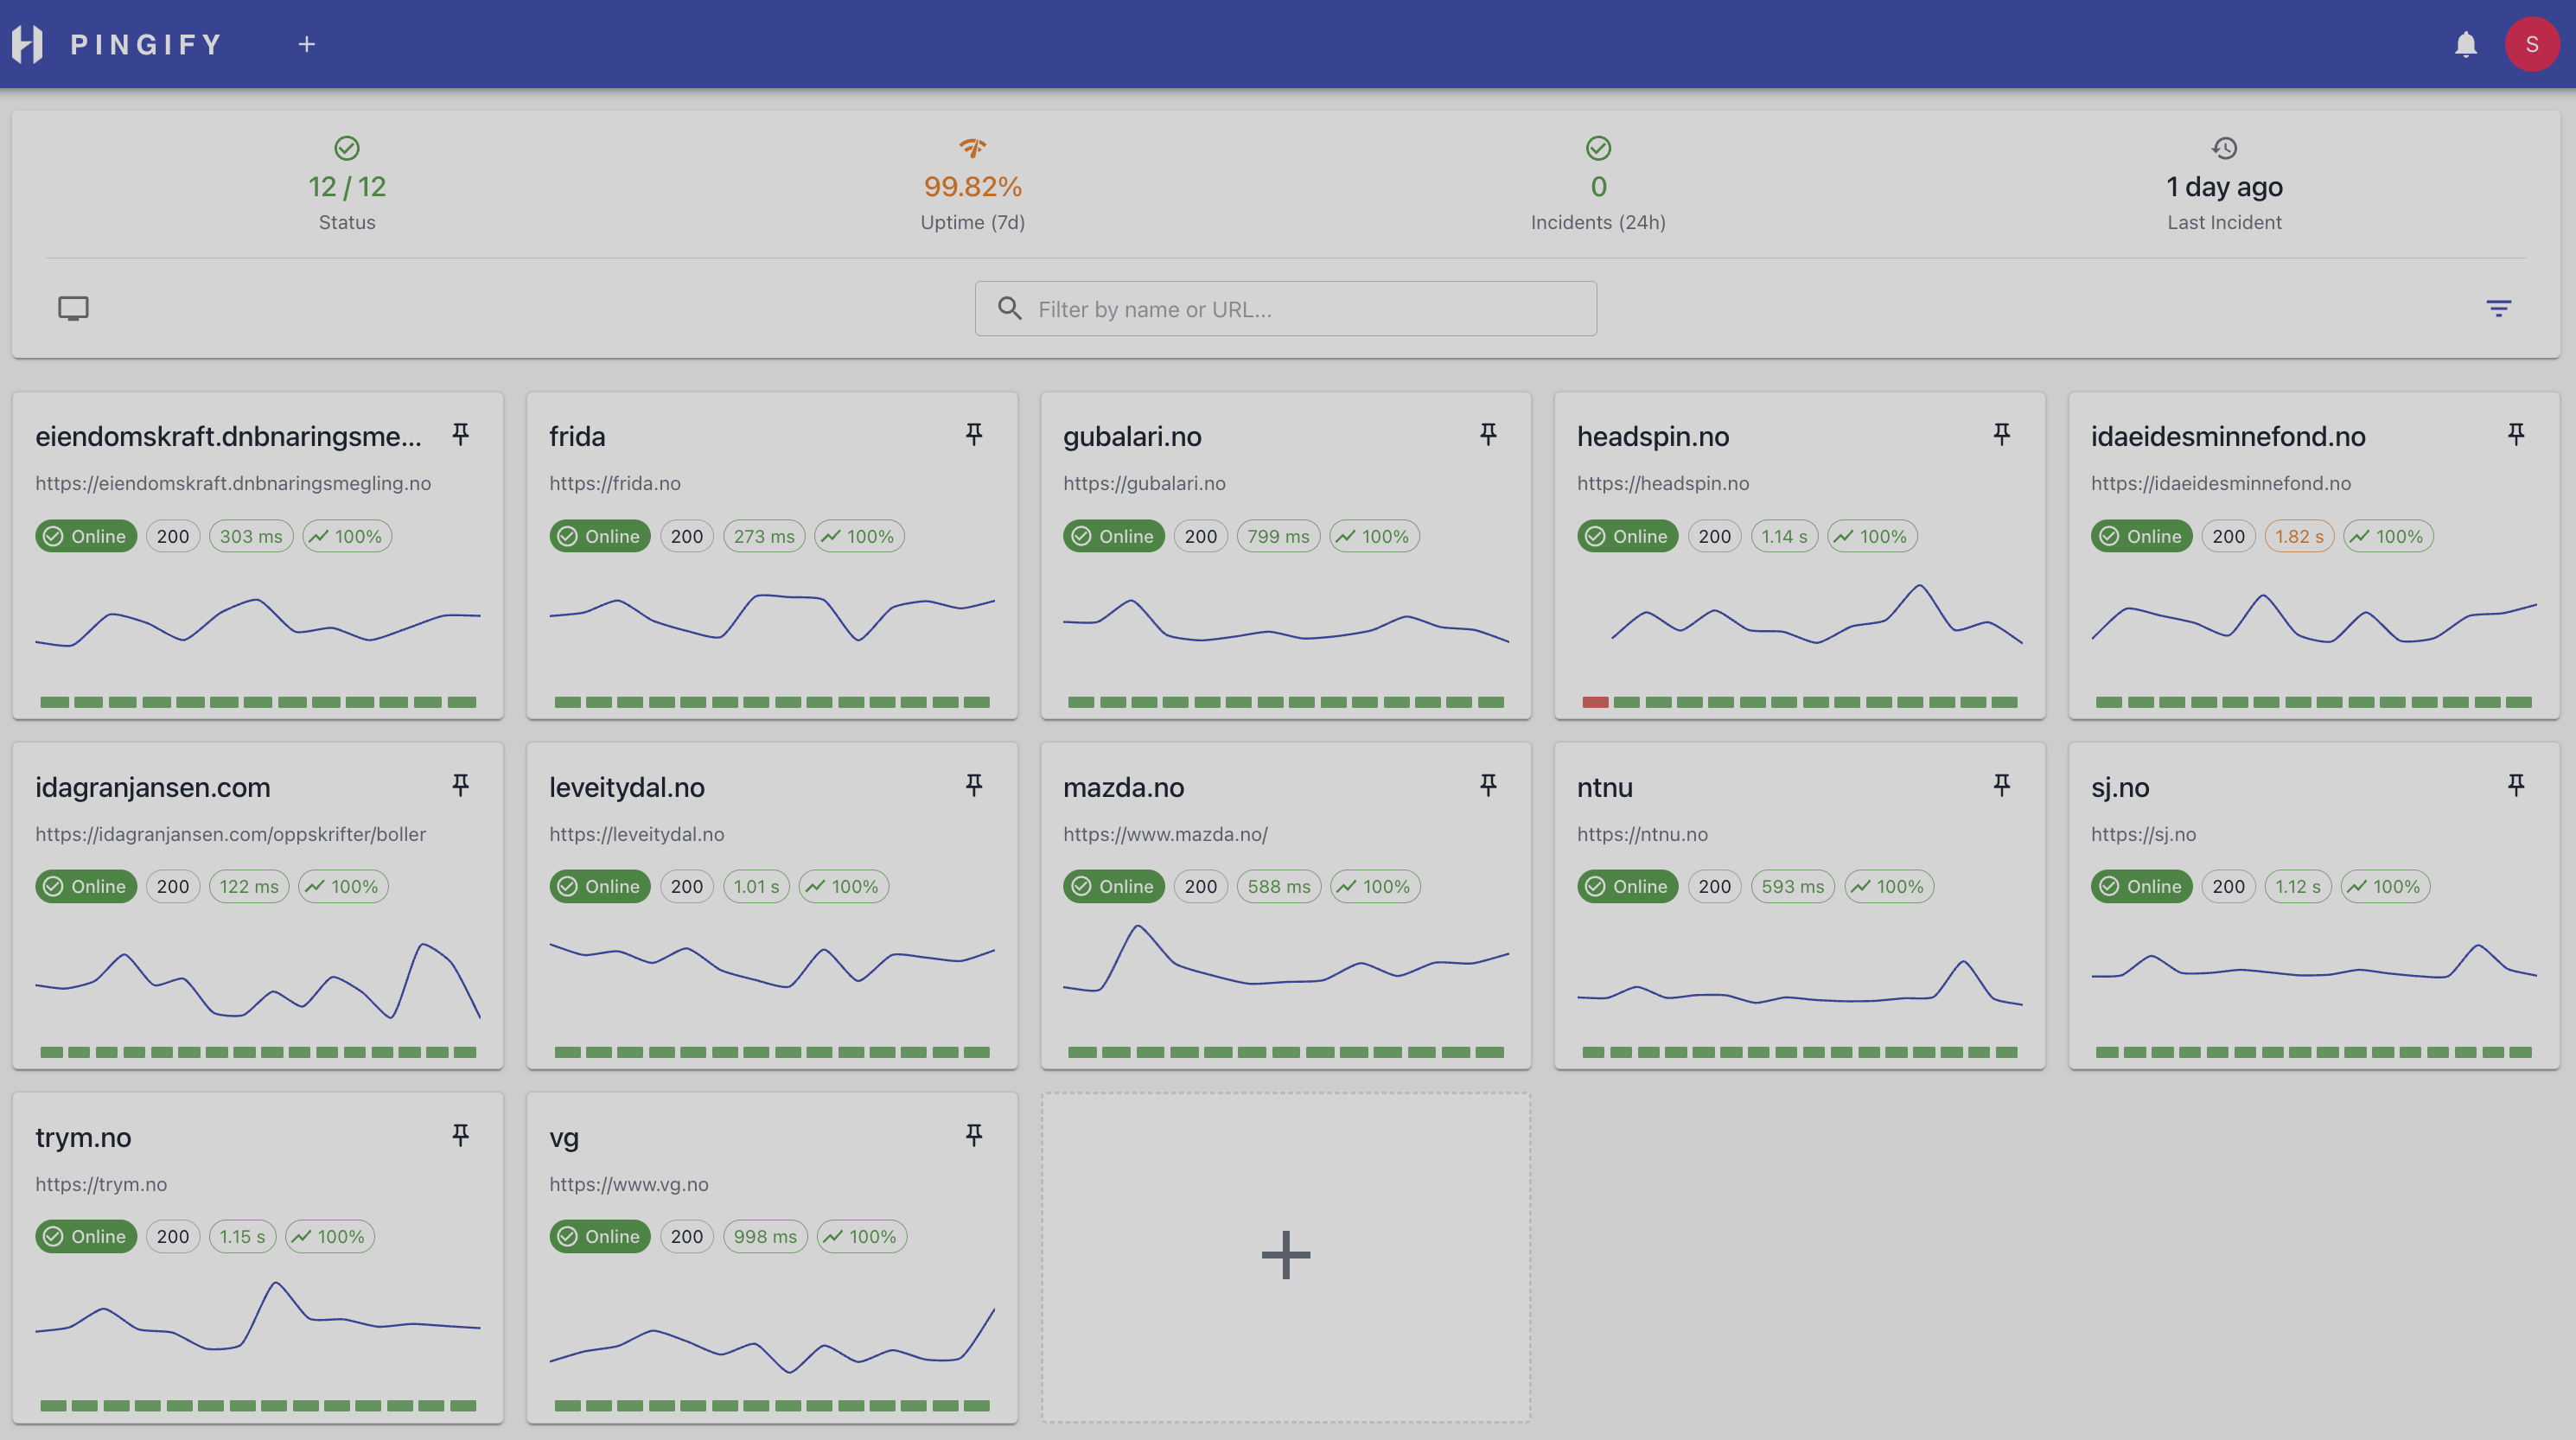 PINGIFY
S
12 / 12
Status
99.82%
Uptime (7d)
0
Incidents (24h)
1 day ago
Last Incident
Filter by name or URL...
eiendomskraft.dnbnaringsme...
https://eiendomskraft.dnbnaringsmegling.no
Online 200 303 ms 100%
frida
https://frida.no
Online 200 273 ms 100%
gubalari.no
https://gubalari.no
Online 200 799 ms 100%
headspin.no
https://headspin.no
Online 200 1.14 s 100%
idaeidesminnefond.no
https://idaeidesminnefond.no
Online 200 1.82 s 100%
idagranjansen.com
https://idagranjansen.com/oppskrifter/boller
Online 200 122 ms 100%
leveitydal.no
https://leveitydal.no
Online 200 1.01 s 100%
mazda.no
https://www.mazda.no/
Online 200 588 ms 100%
ntnu
https://ntnu.no
Online 200 593 ms 100%
sj.no
https://sj.no
Online 200 1.12 s 100%
trym.no
https://trym.no
Online 200 1.15 s 100%
vg
https://www.vg.no
Online 200 998 ms 100%